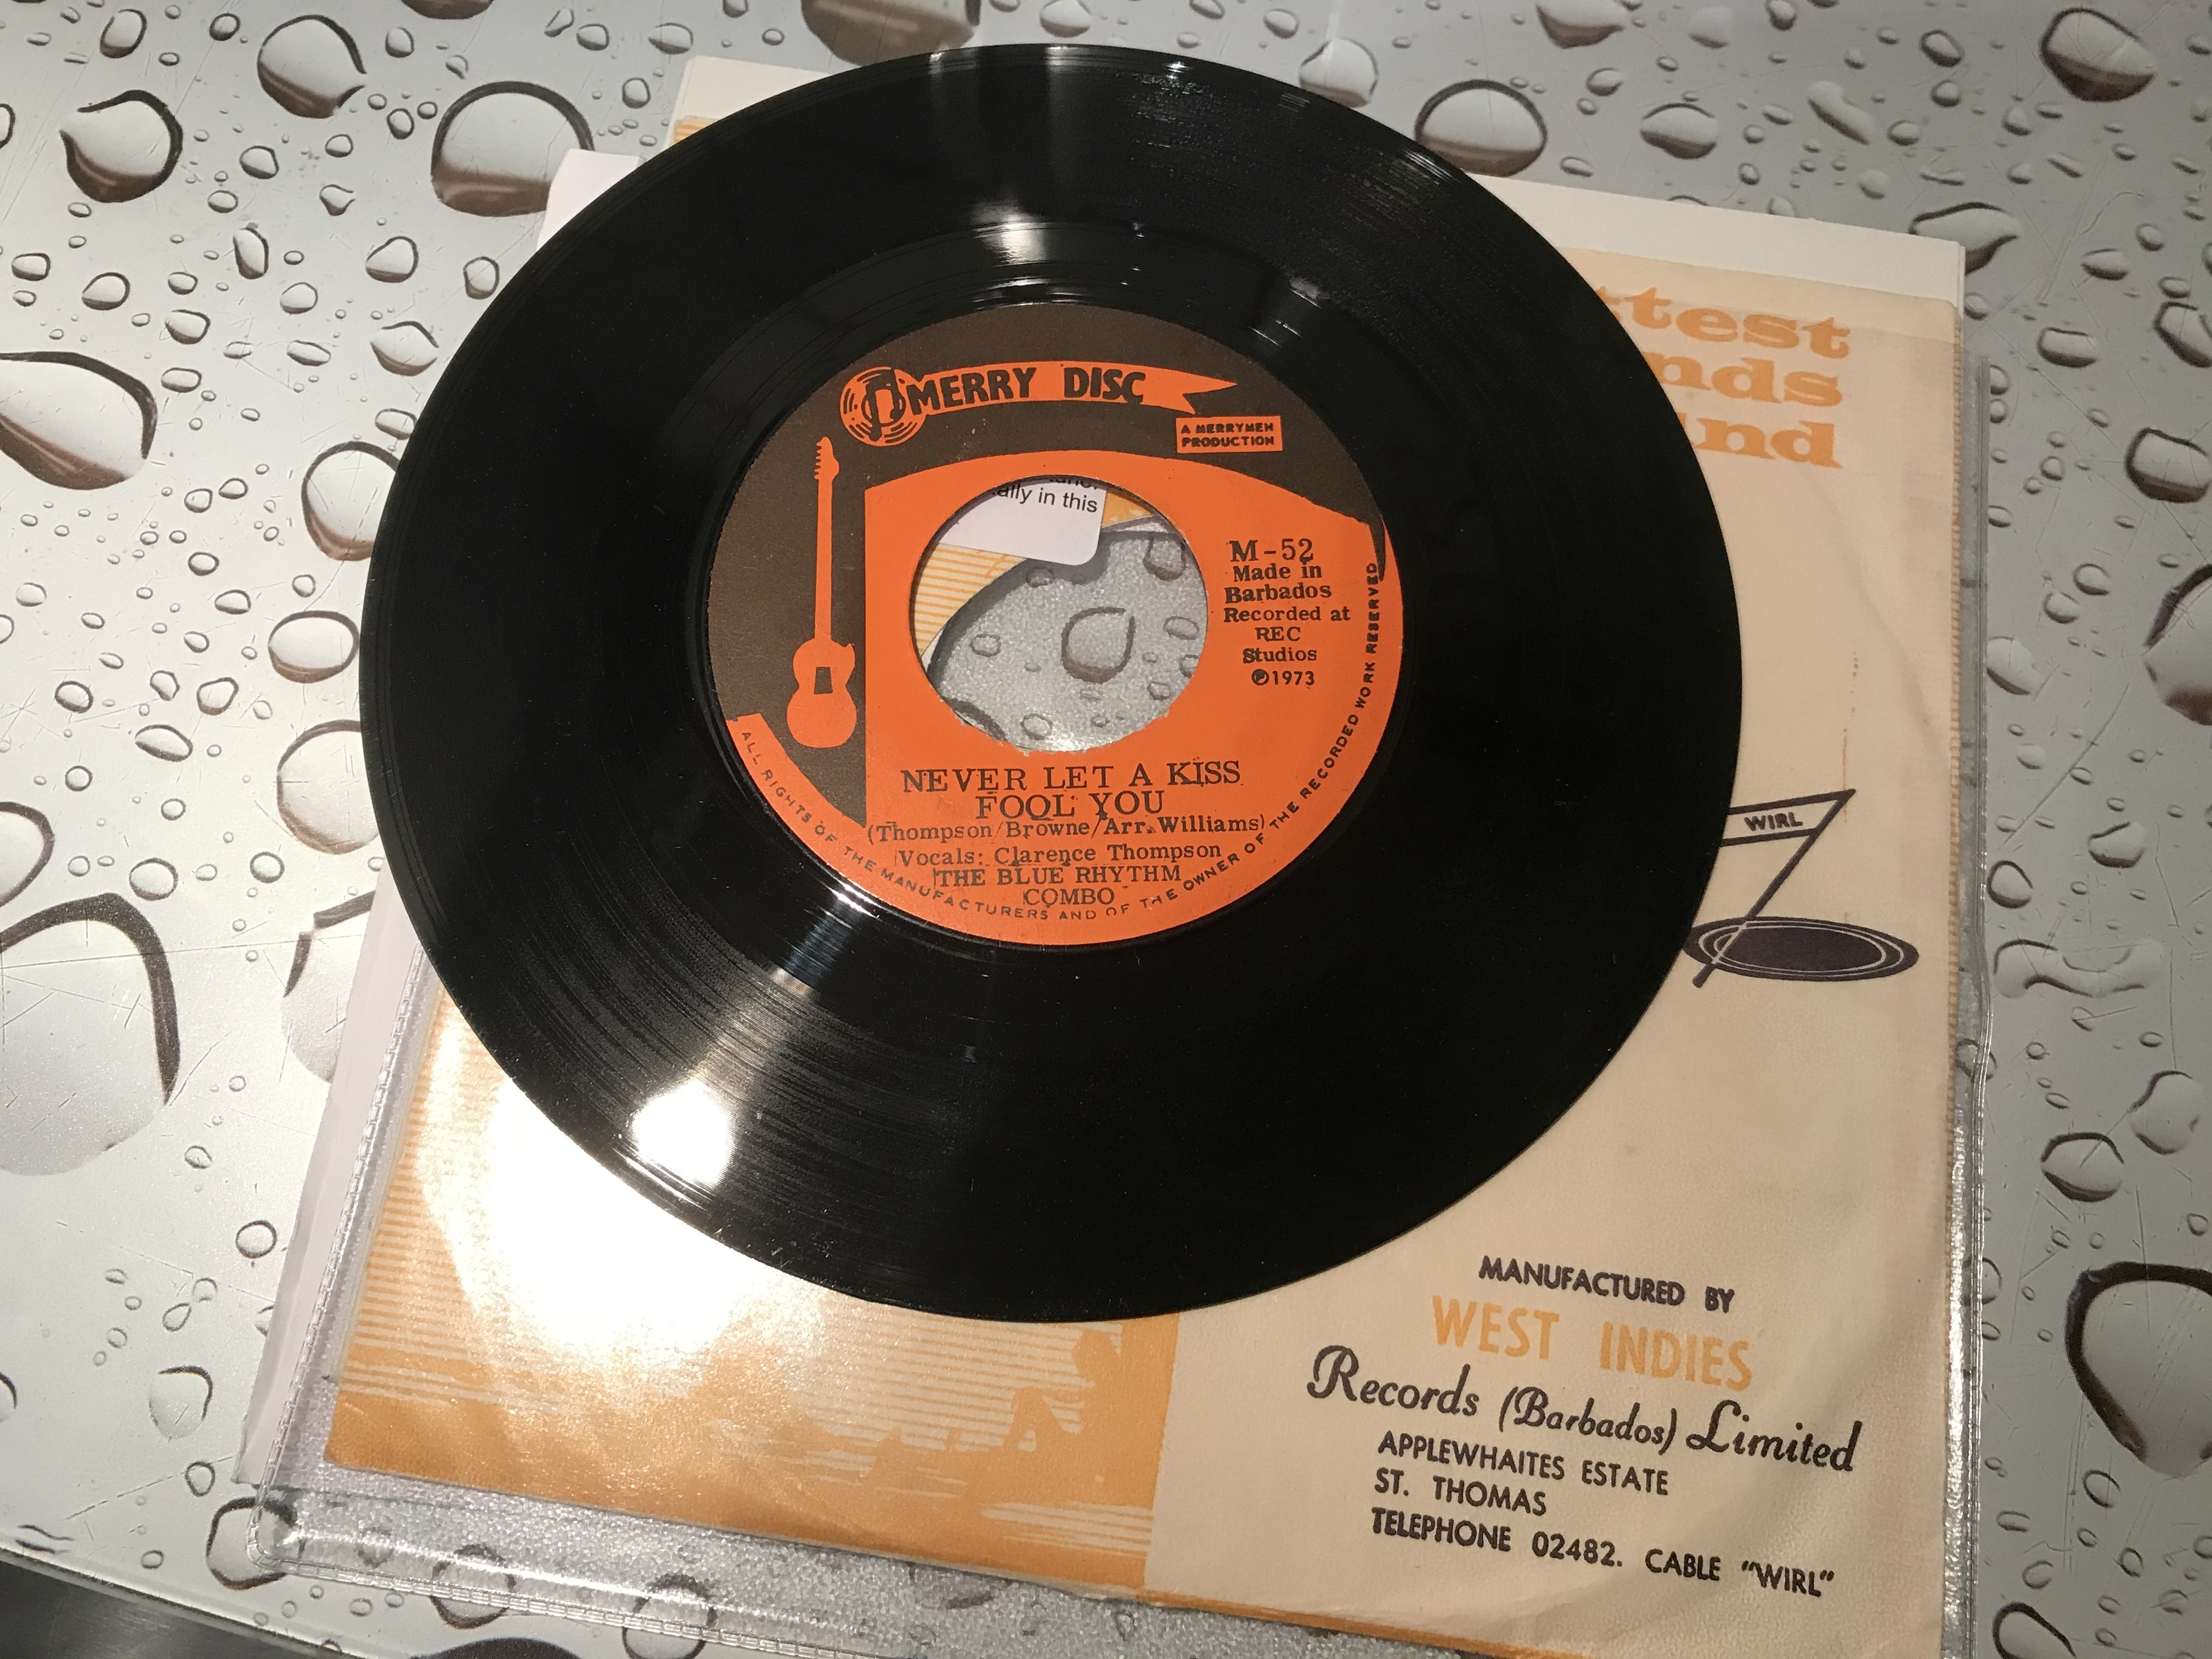 MERRY DISC
A MERRYMEN
PRODUCTION
ally in this
M-52
Made in
Barbados
Recorded at
REC
Studios
℗1973
NEVER LET A KISS
FOOL YOU
(Thompson/Browne/Arr. Williams)
Vocals: Clarence Thompson
THE BLUE RHYTHM
COMBO
ALL RIGHTS OF THE MANUFACTURERS AND OF THE OWNER OF THE RECORDED WORK RESERVED
WIRL
MANUFACTURED BY
WEST INDIES
Records (Barbados) Limited
APPLEWHAITES ESTATE
ST. THOMAS
TELEPHONE 02482. CABLE "WIRL"